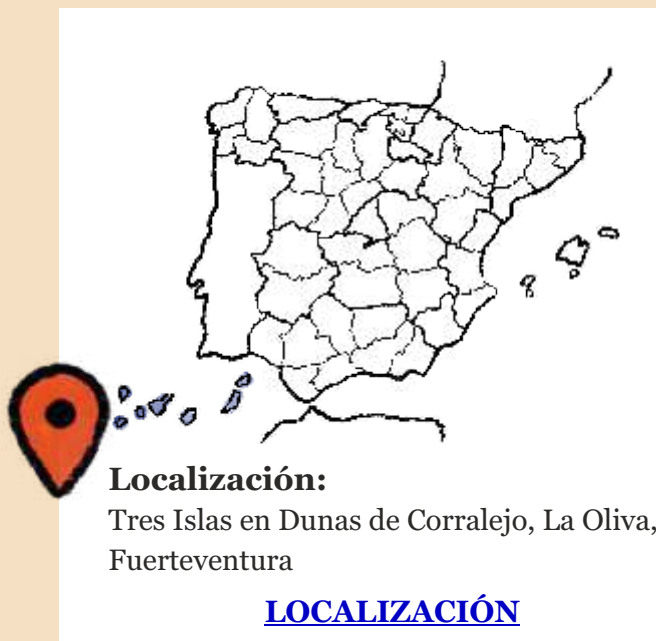 Localización:
Tres Islas en Dunas de Corralejo, La Oliva,
Fuerteventura
LOCALIZACIÓN